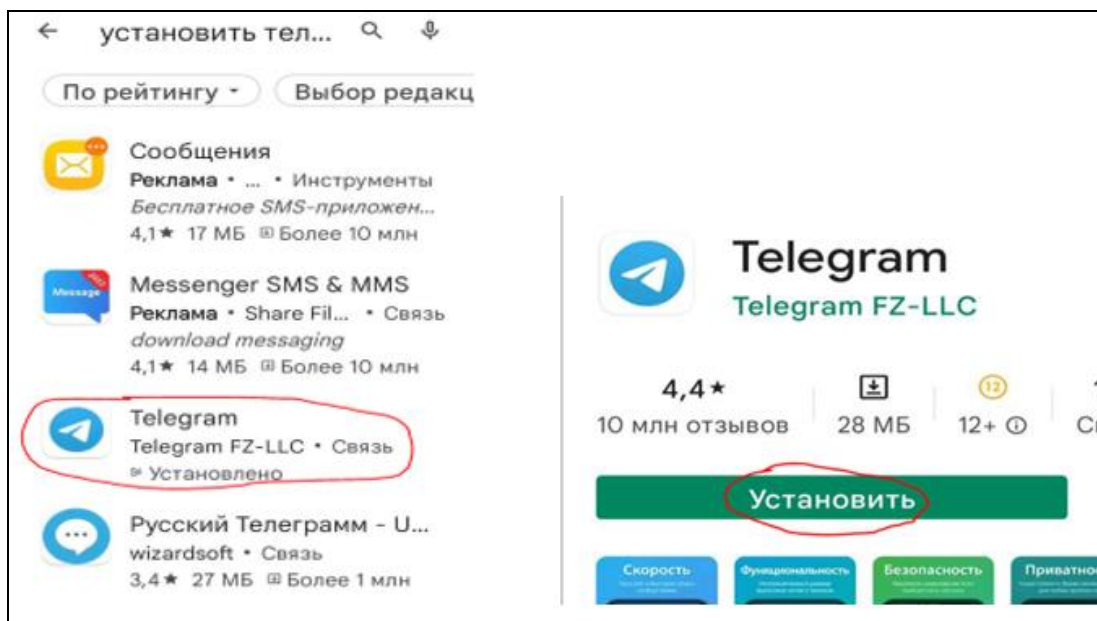 установить тел...
По рейтингу
Выбор редакц
Сообщения
Реклама • ... • Инструменты
Бесплатное SMS-приложен...
4,1★ 17 МБ Более 10 млн
Message
Messenger SMS & MMS
Реклама • Share Fil... • Связь
download messaging
4,1★ 14 МБ Более 10 млн
Telegram
Telegram FZ-LLC • Связь
Установлено
Русский Телеграмм - U...
wizardsoft • Связь
3,4★ 27 МБ Более 1 млн
Telegram
Telegram FZ-LLC
4,4★
10 млн отзывов
28 МБ
12
12+
Установить
Скорость
Функциональность
Безопасность
Приватнос